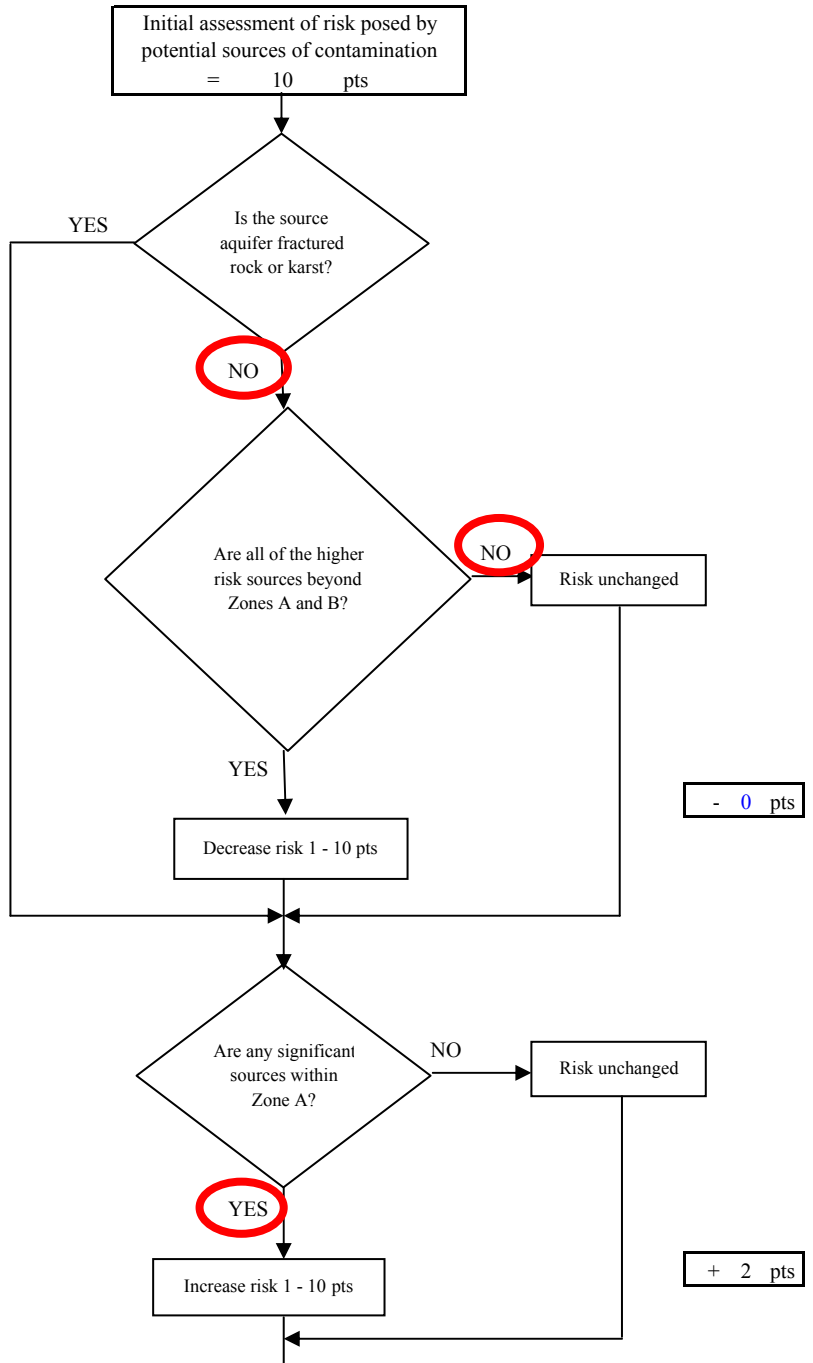 Initial assessment of risk posed by
potential sources of contamination
= 10 pts
YES
Is the source
aquifer fractured
rock or karst?
NO
Are all of the higher
risk sources beyond
Zones A and B?
NO
Risk unchanged
YES
- 0 pts
Decrease risk 1 - 10 pts
Are any significant
sources within
Zone A?
NO
Risk unchanged
YES
+ 2 pts
Increase risk 1 - 10 pts